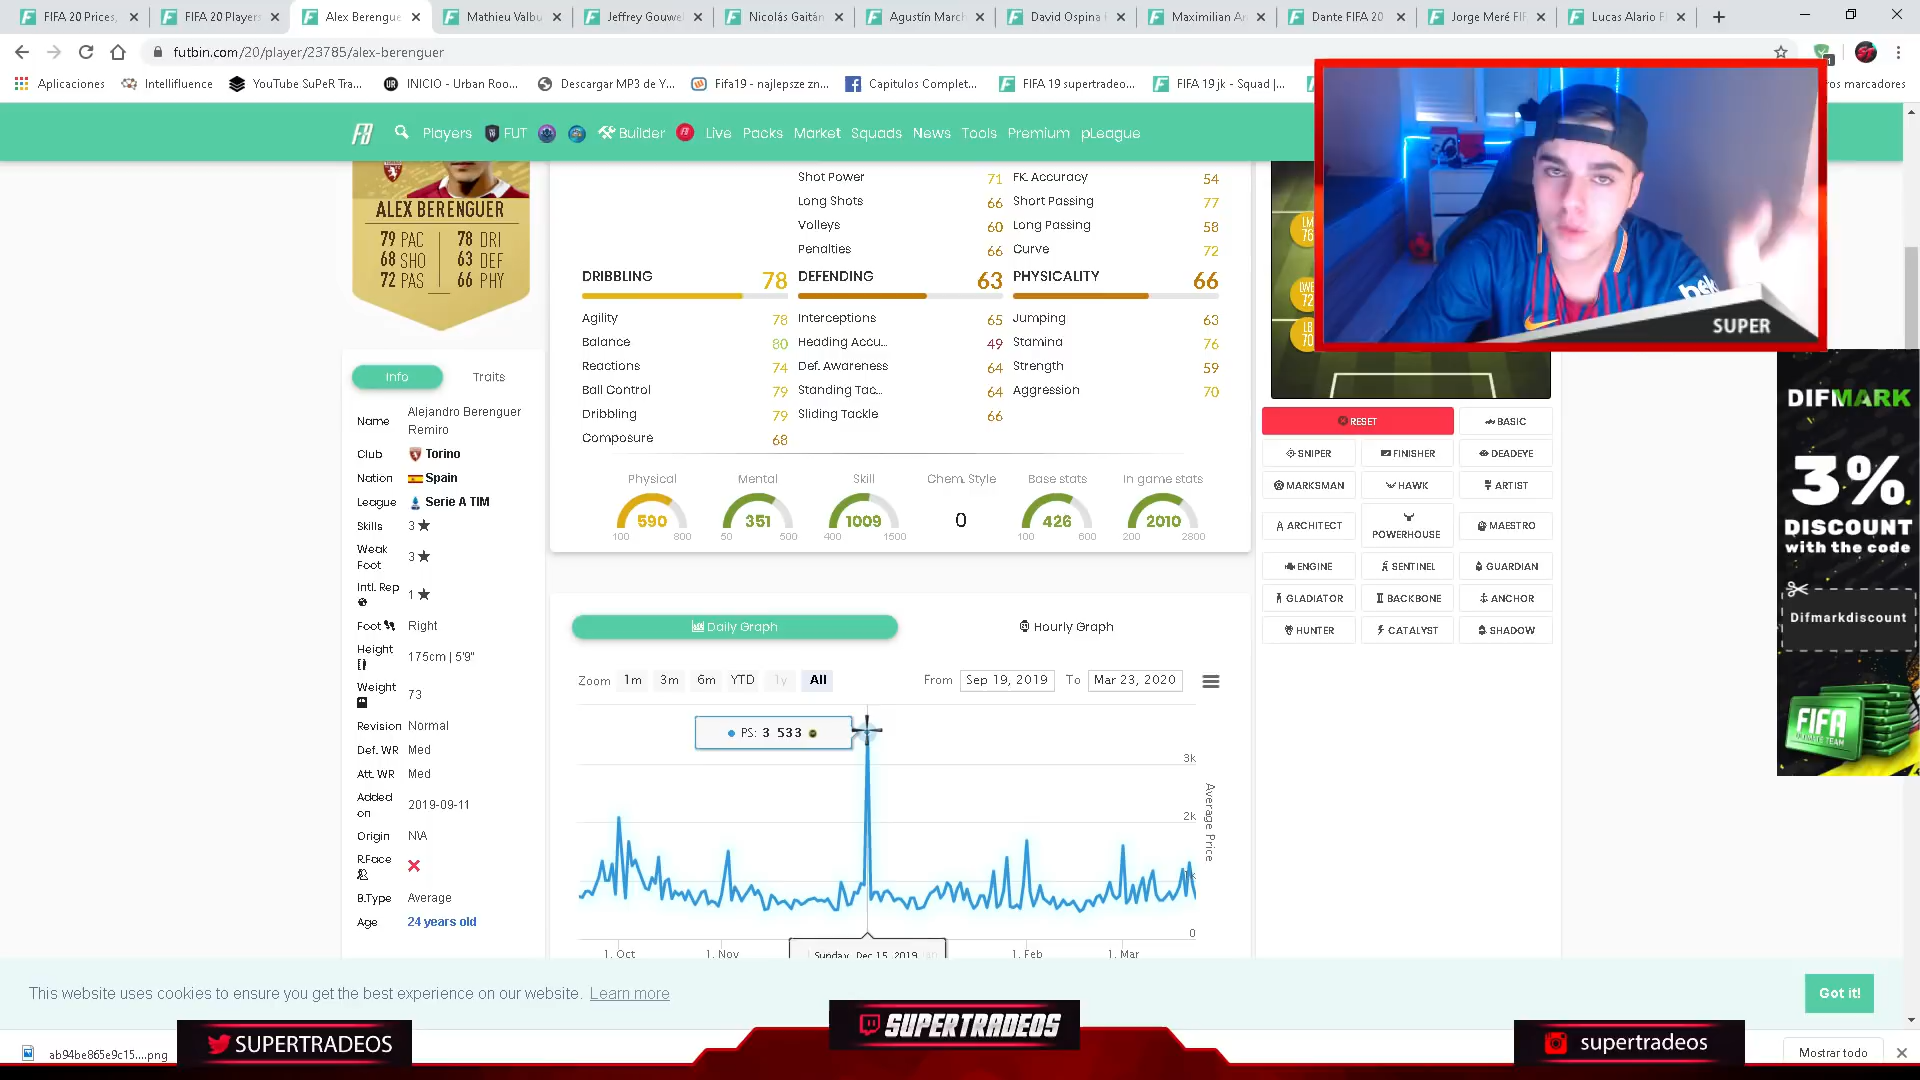 FIFA 20 Prices,
FIFA 20 Players
Alex Berengue
Mathieu Valbu
Jeffrey Gouwel
Nicolás Gaitán
Agustín March
David Ospina
Maximilian Ar
Dante FIFA 20
Jorge Meré FIF
Lucas Alario F
futbin.com/20/player/23785/alex-berenguer
Aplicaciones
Intellifluence
YouTube SuPeR Tra...
INICIO - Urban Roo...
Descargar MP3 de Y...
Fifa19 - najlepsze zn...
Capitulos Complet...
FIFA 19 supertradeo...
FIFA 19 jk - Squad |...
ros marcadores
Players
FUT
Builder
Live
Packs
Market
Squads
News
Tools
Premium
pLeague
ALEX BERENGUER
79 PAC 78 DRI
68 SHO 63 DEF
72 PAS 66 PHY
Shot Power 71 FK. Accuracy 54
Long Shots 66 Short Passing 77
Volleys 60 Long Passing 58
Penalties 66 Curve 72
DRIBBLING 78 DEFENDING 63 PHYSICALITY 66
Agility 78 Interceptions 65 Jumping 63
Balance 80 Heading Accu... 49 Stamina 76
Reactions 74 Def. Awareness 64 Strength 59
Ball Control 79 Standing Tac... 64 Aggression 70
Dribbling 79 Sliding Tackle 66
Composure 68
Physical Mental Skill Chem. Style Base stats In game stats
590 351 1009 0 426 2010
100 800 50 500 400 1500 100 600 200 2800
Info Traits
Name Alejandro Berenguer Remiro
Club Torino
Nation Spain
League Serie A TIM
Skills 3
Weak Foot 3
Intl. Rep 1
Foot Right
Height 175cm | 5'9"
Weight 73
Revision Normal
Def. WR Med
Att. WR Med
Added on 2019-09-11
Origin N\A
R.Face
B.Type Average
Age 24 years old
Daily Graph
Hourly Graph
Zoom 1m 3m 6m YTD 1y All
From Sep 19, 2019 To Mar 23, 2020
PS: 3 533
3k
2k
1k
0
Average Price
1. Oct 1. Nov 1. Feb 1. Mar
Sunday, Dec 15, 2019
LM
76
LWB
72
LB
70
beko
SUPER
RESET BASIC
SNIPER FINISHER DEADEYE
MARKSMAN HAWK ARTIST
ARCHITECT POWERHOUSE MAESTRO
ENGINE SENTINEL GUARDIAN
GLADIATOR BACKBONE ANCHOR
HUNTER CATALYST SHADOW
DIFMARK
3%
DISCOUNT
with the code
Difmarkdiscount
FIFA
ULTIMATE TEAM
This website uses cookies to ensure you get the best experience on our website. Learn more
Got it!
SUPERTRADEOS
SUPERTRADEOS
supertradeos
ab94be865e9c15....png
Mostrar todo